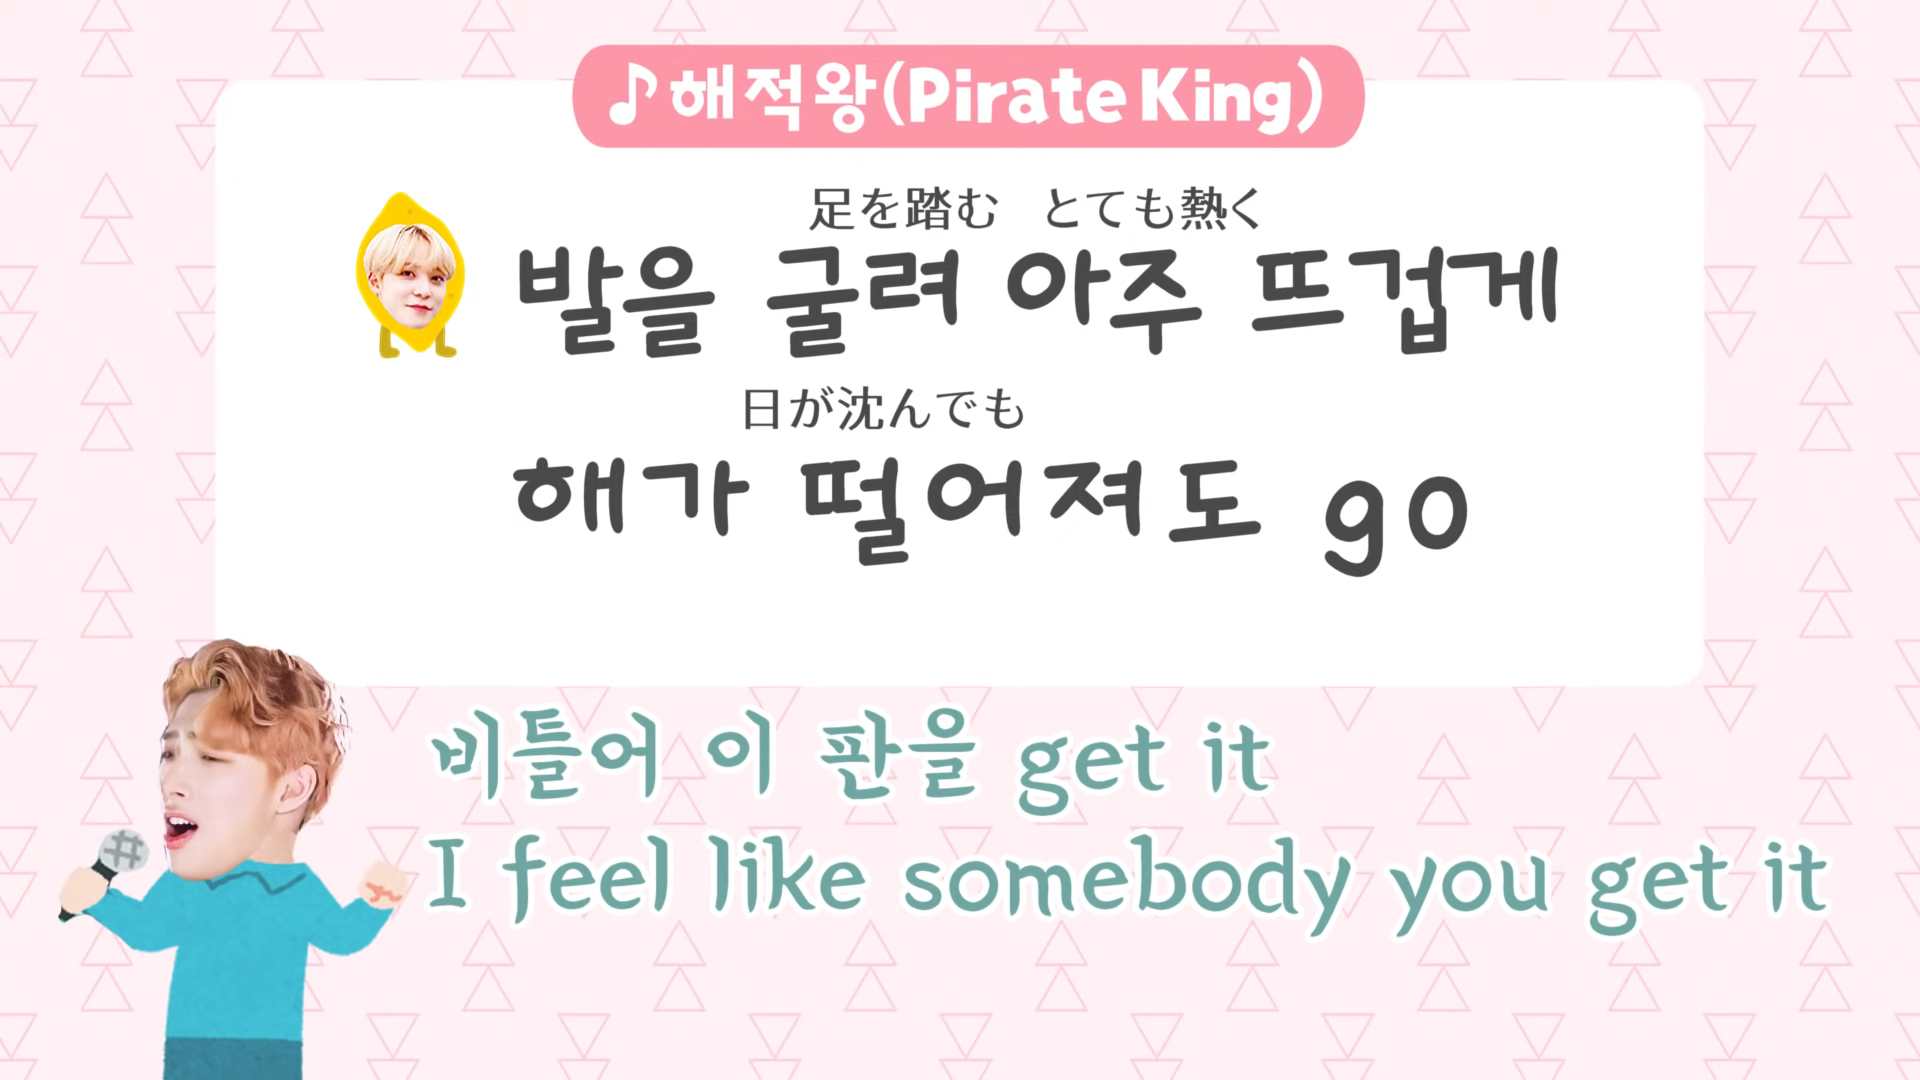 ♪해적왕(Pirate King)
足を踏む とても熱く
발을 굴려 아주 뜨겁게
日が沈んでも
해가 떨어져도 go
비틀어 이 판을 get it
I feel like somebody you get it